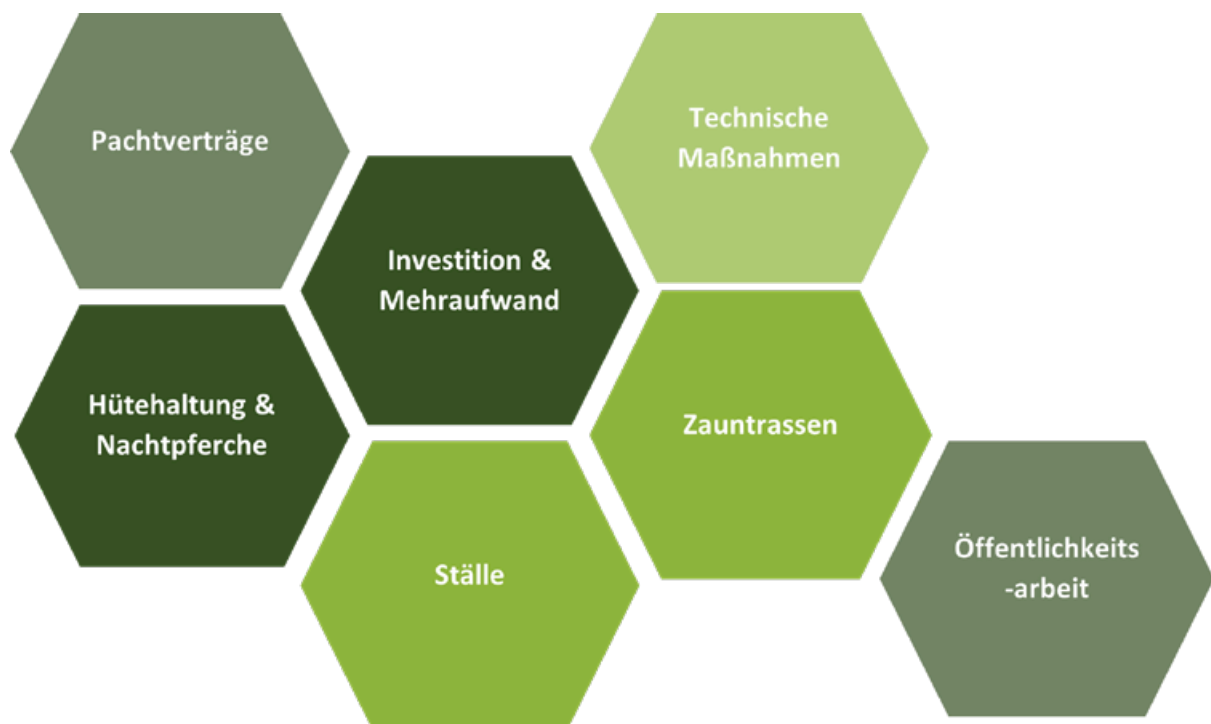 Pachtverträge
Technische
Maßnahmen
Investition &
Mehraufwand
Hütehaltung &
Nachtpferche
Zauntrassen
Ställe
Öffentlichkeits
-arbeit